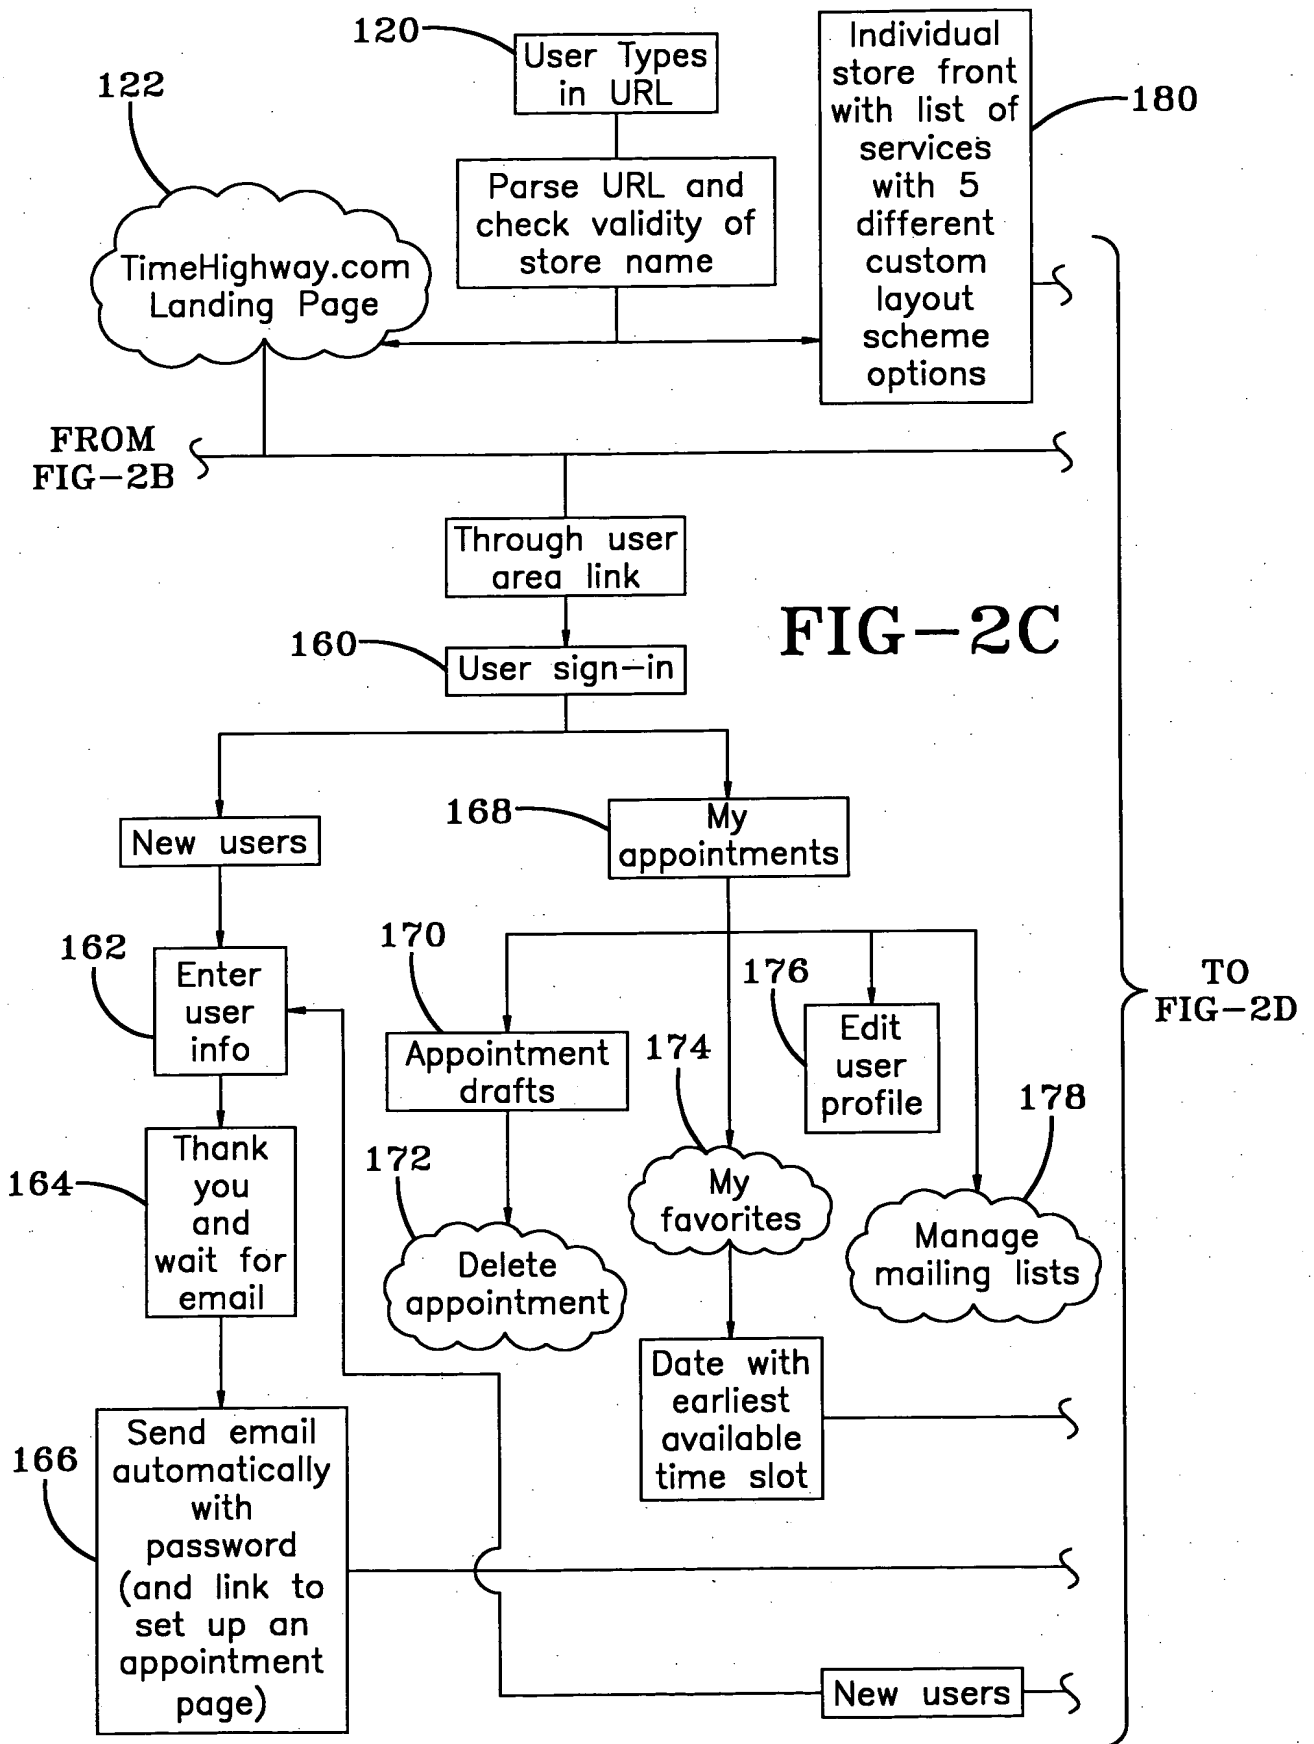 120
User Types
in URL
Individual
store front
with list of
services
with 5
different
custom
layout
scheme
options
180
122
Parse URL and
check validity of
store name
TimeHighway.com
Landing Page
FROM
FIG-2B
Through user
area link
FIG-2C
160
User sign-in
168
My
appointments
New users
170
162
Enter
user
info
176
Edit
user
profile
TO
FIG-2D
Appointment
drafts
174
178
Thank
you
and
wait for
email
164
172
My
favorites
Manage
mailing lists
Delete
appointment
Date with
earliest
available
time slot
166
Send email
automatically
with
password
(and link to
set up an
appointment
page)
New users